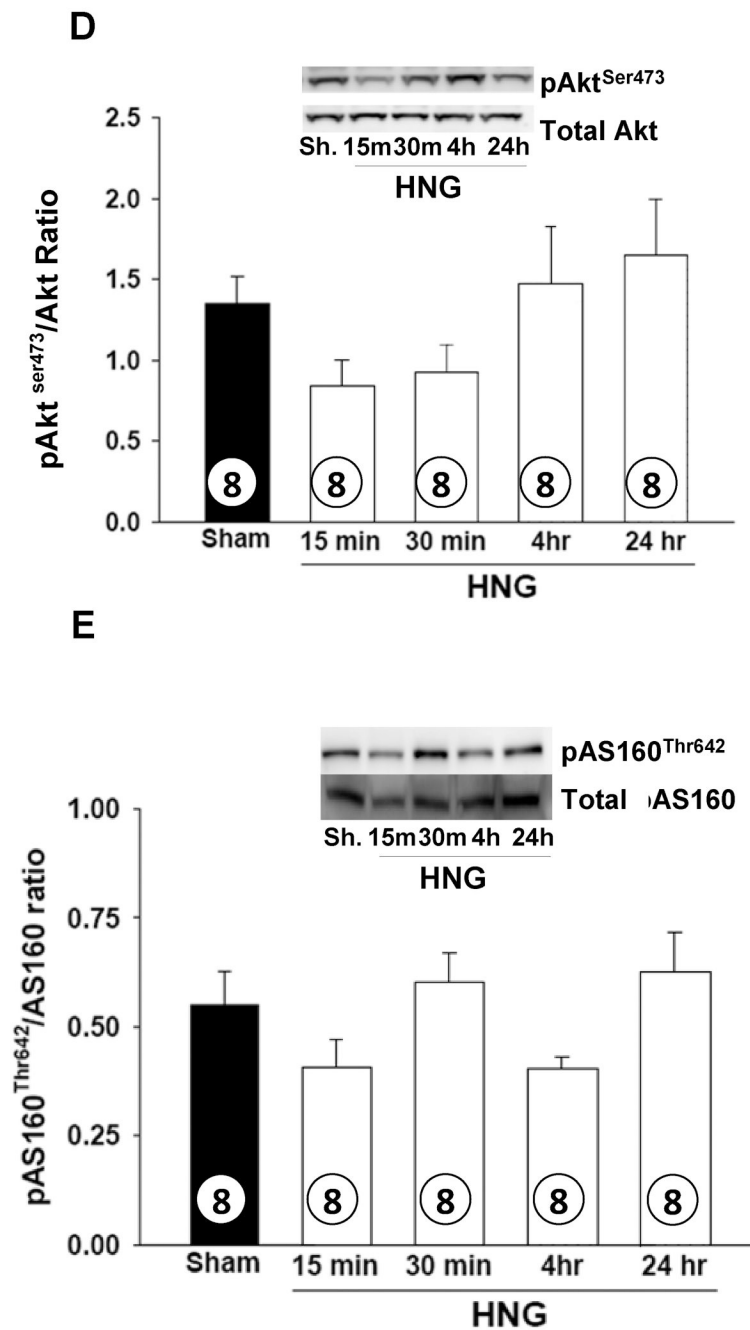 D
pAkt^Ser473
Total Akt
Sh. 15m 30m 4h 24h
HNG
pAkt ^ser473/Akt Ratio
2.5
2.0
1.5
1.0
0.5
0.0
8 8 8 8 8
Sham 15 min 30 min 4hr 24 hr
HNG
E
pAS160^Thr642
Total AS160
Sh. 15m 30m 4h 24h
HNG
pAS160^Thr642/AS160 ratio
1.00
0.75
0.50
0.25
0.00
8 8 8 8 8
Sham 15 min 30 min 4hr 24 hr
HNG